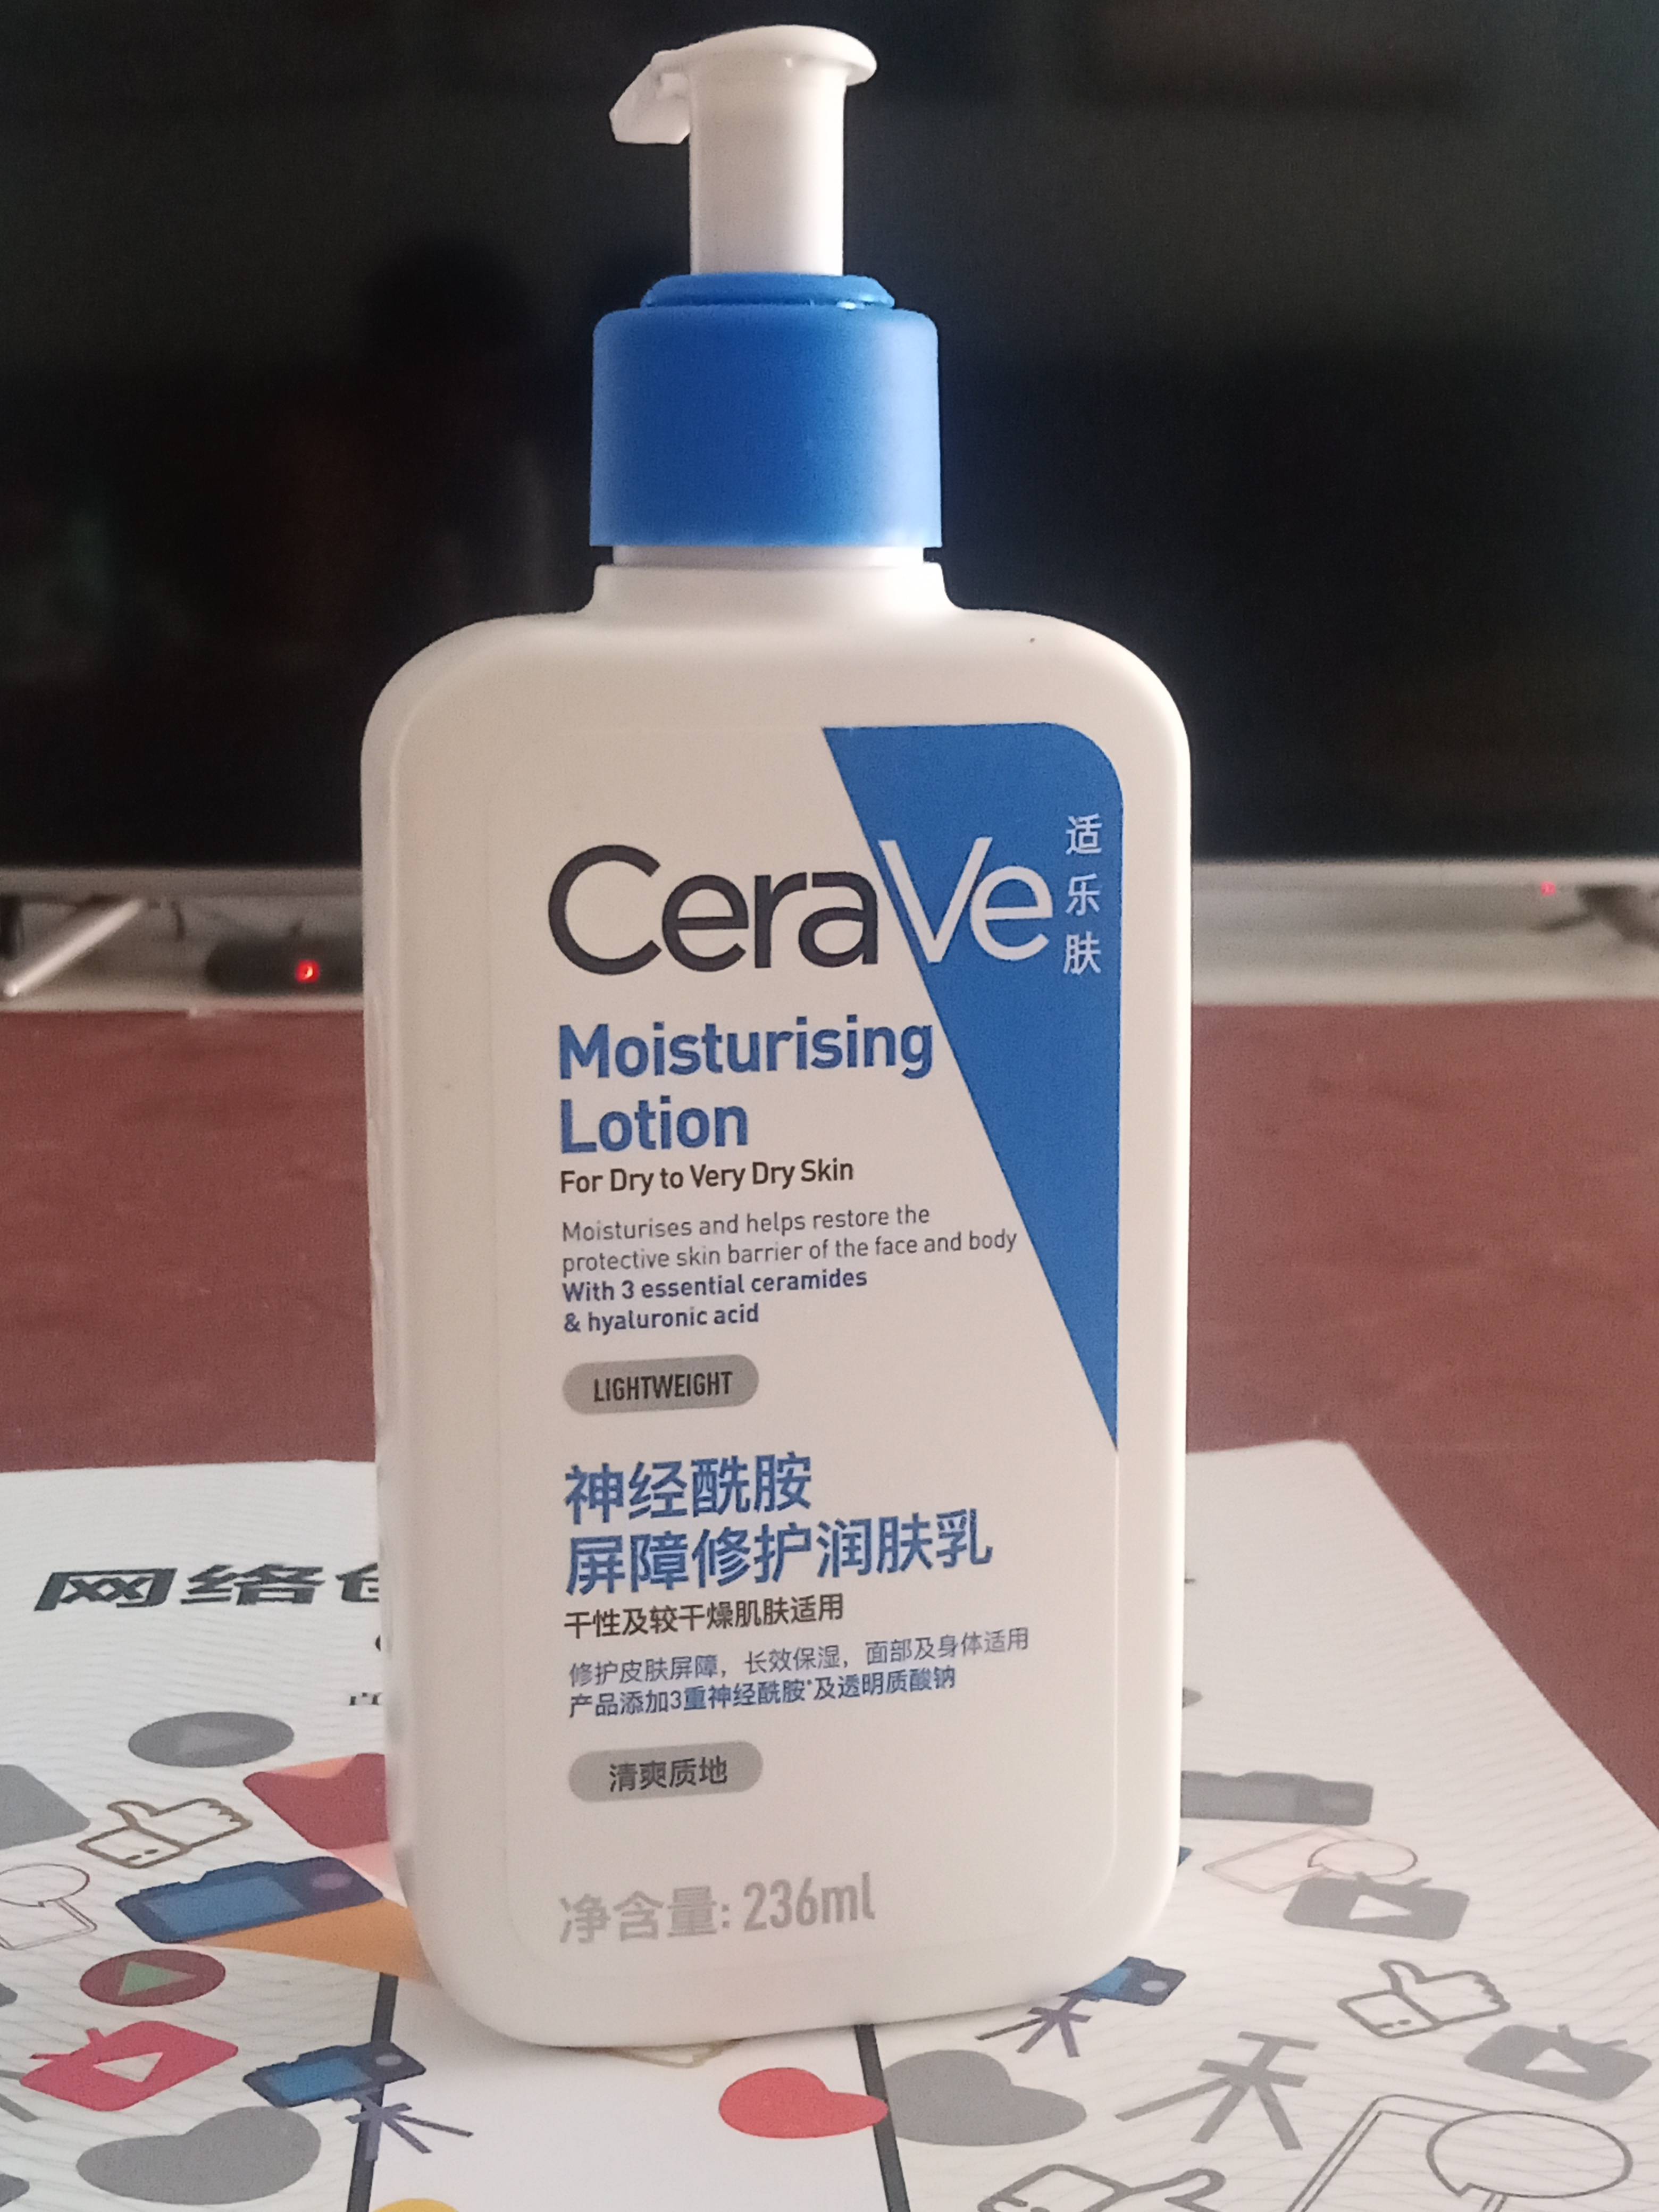 CeraVe
适乐肤
Moisturising
Lotion
For Dry to Very Dry Skin
Moisturises and helps restore the
protective skin barrier of the face and body
With 3 essential ceramides
& hyaluronic acid
LIGHTWEIGHT
神经酰胺
屏障修护润肤乳
干性及较干燥肌肤适用
修护皮肤屏障，长效保湿，面部及身体适用
产品添加3重神经酰胺*及透明质酸钠
清爽质地
净含量: 236ml
网络